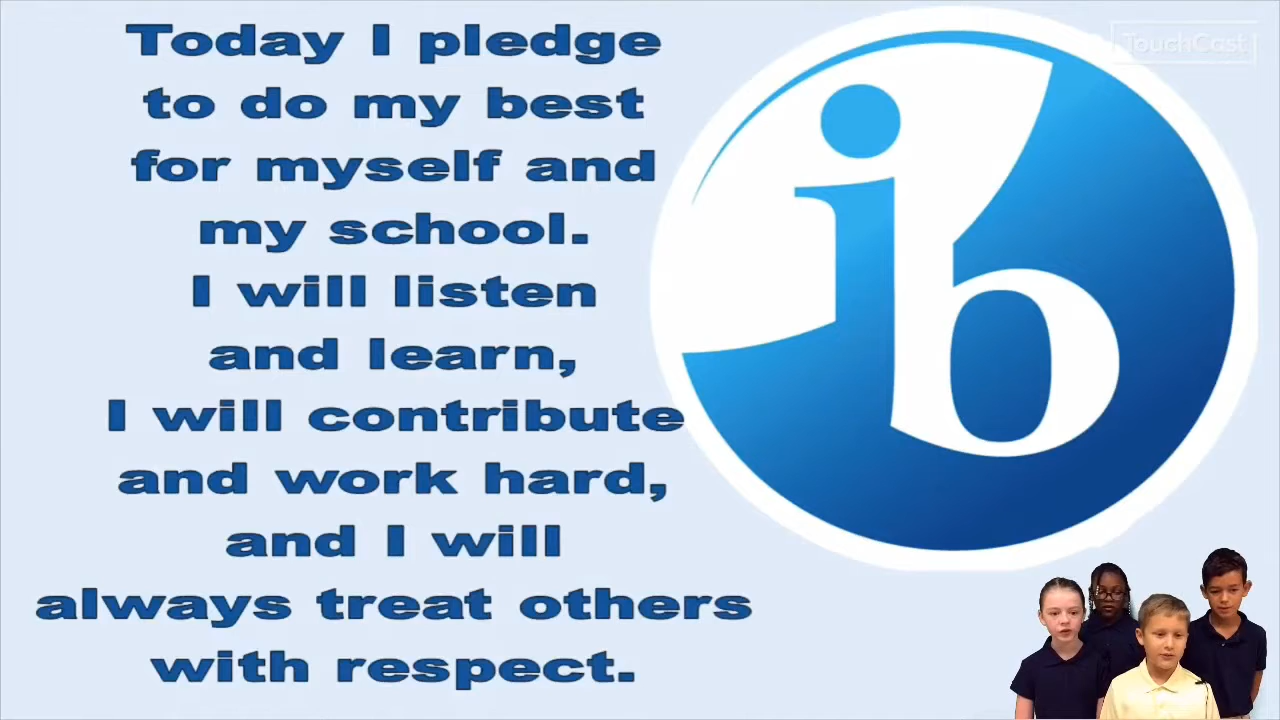 Today I pledge
to do my best
for myself and
my school.
I will listen
and learn,
I will contribute
and work hard,
and I will
always treat others
with respect.
ib
TouchCast